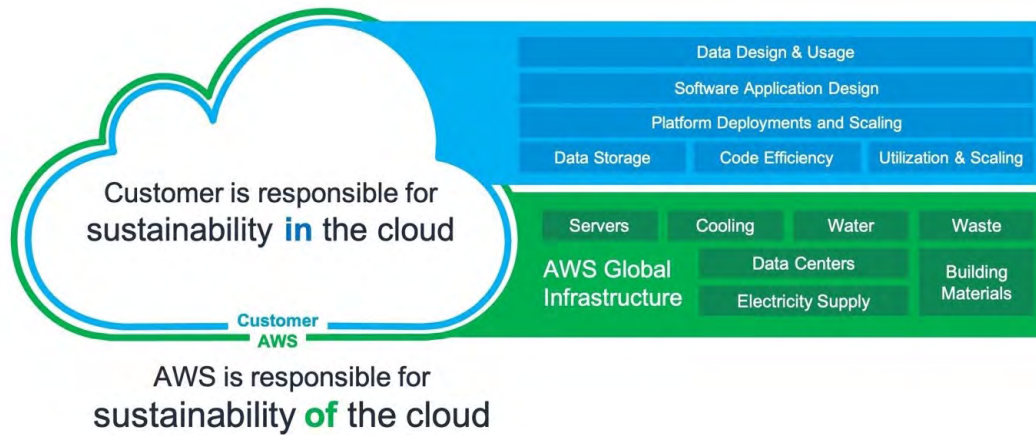 Data Design & Usage
Software Application Design
Platform Deployments and Scaling
Data Storage
Code Efficiency
Utilization & Scaling
Customer is responsible for
sustainability in the cloud
Servers
Cooling
Water
Waste
AWS Global
Infrastructure
Data Centers
Electricity Supply
Building
Materials
Customer
AWS
AWS is responsible for
sustainability of the cloud